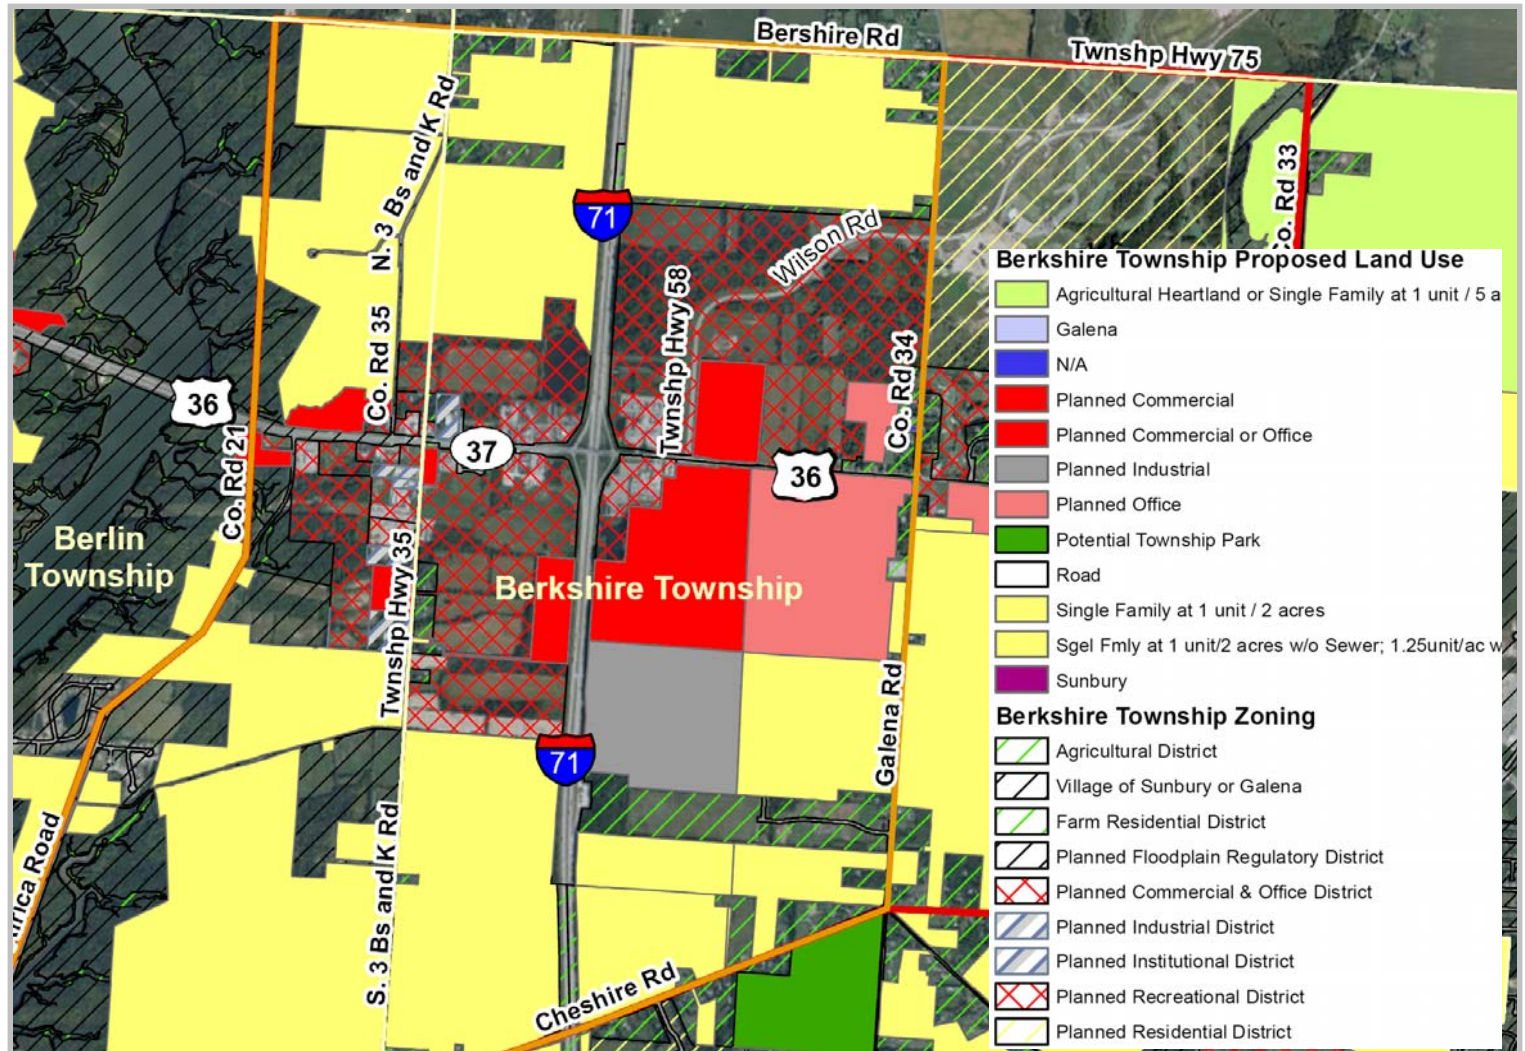 Bershire Rd
Twnshp Hwy 75
N. 3 Bs and K Rd
Co. Rd 33
71
Wilson Rd
Twnshp Hwy 58
Co. Rd 35
Co. Rd 34
36
37
36
Co. Rd 21
Berlin
Township
Twnshp Hwy 35
Berkshire Township
Galena Rd
71
S. 3 Bs and K Rd
Africa Road
Cheshire Rd
Berkshire Township Proposed Land Use
Agricultural Heartland or Single Family at 1 unit / 5 a
Galena
N/A
Planned Commercial
Planned Commercial or Office
Planned Industrial
Planned Office
Potential Township Park
Road
Single Family at 1 unit / 2 acres
Sgel Fmly at 1 unit/2 acres w/o Sewer; 1.25unit/ac w
Sunbury
Berkshire Township Zoning
Agricultural District
Village of Sunbury or Galena
Farm Residential District
Planned Floodplain Regulatory District
Planned Commercial & Office District
Planned Industrial District
Planned Institutional District
Planned Recreational District
Planned Residential District